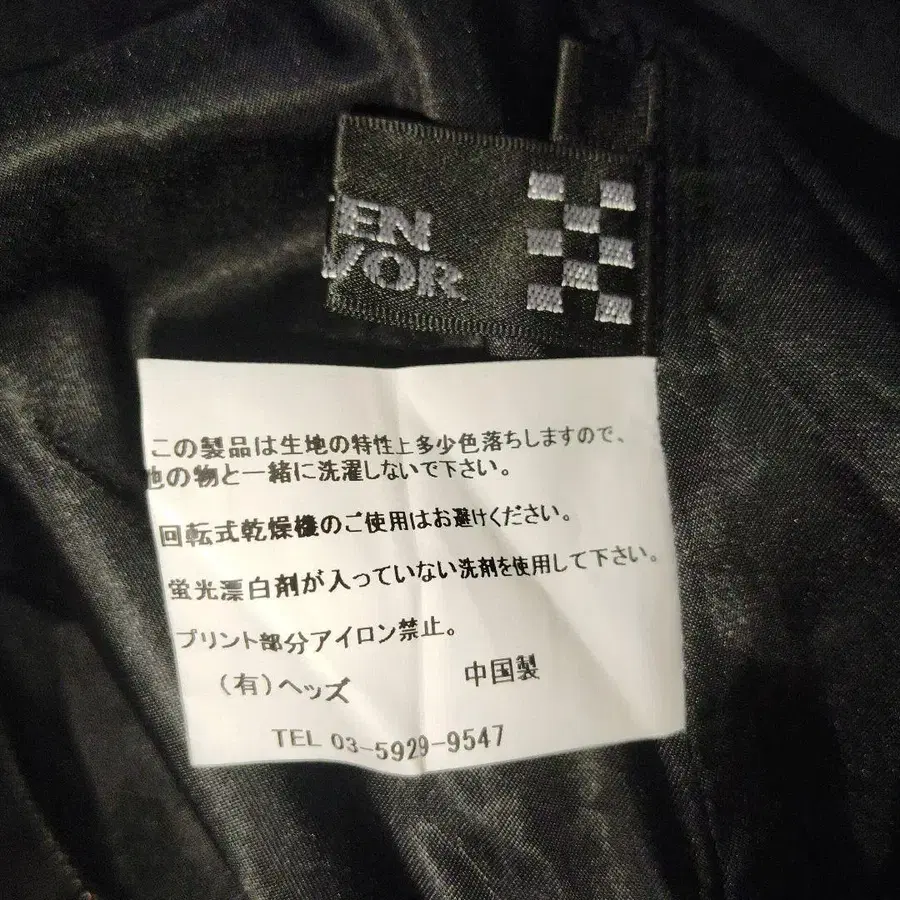 EN
VOR
この製品は生地の特性上多少色落ちしますので、
他の物と一緒に洗濯しないで下さい。
回転式乾燥機のご使用はお避けください。
蛍光漂白剤が入っていない洗剤を使用して下さい。
プリント部分アイロン禁止。
(有)ヘッズ 中国製
TEL 03-5929-9547